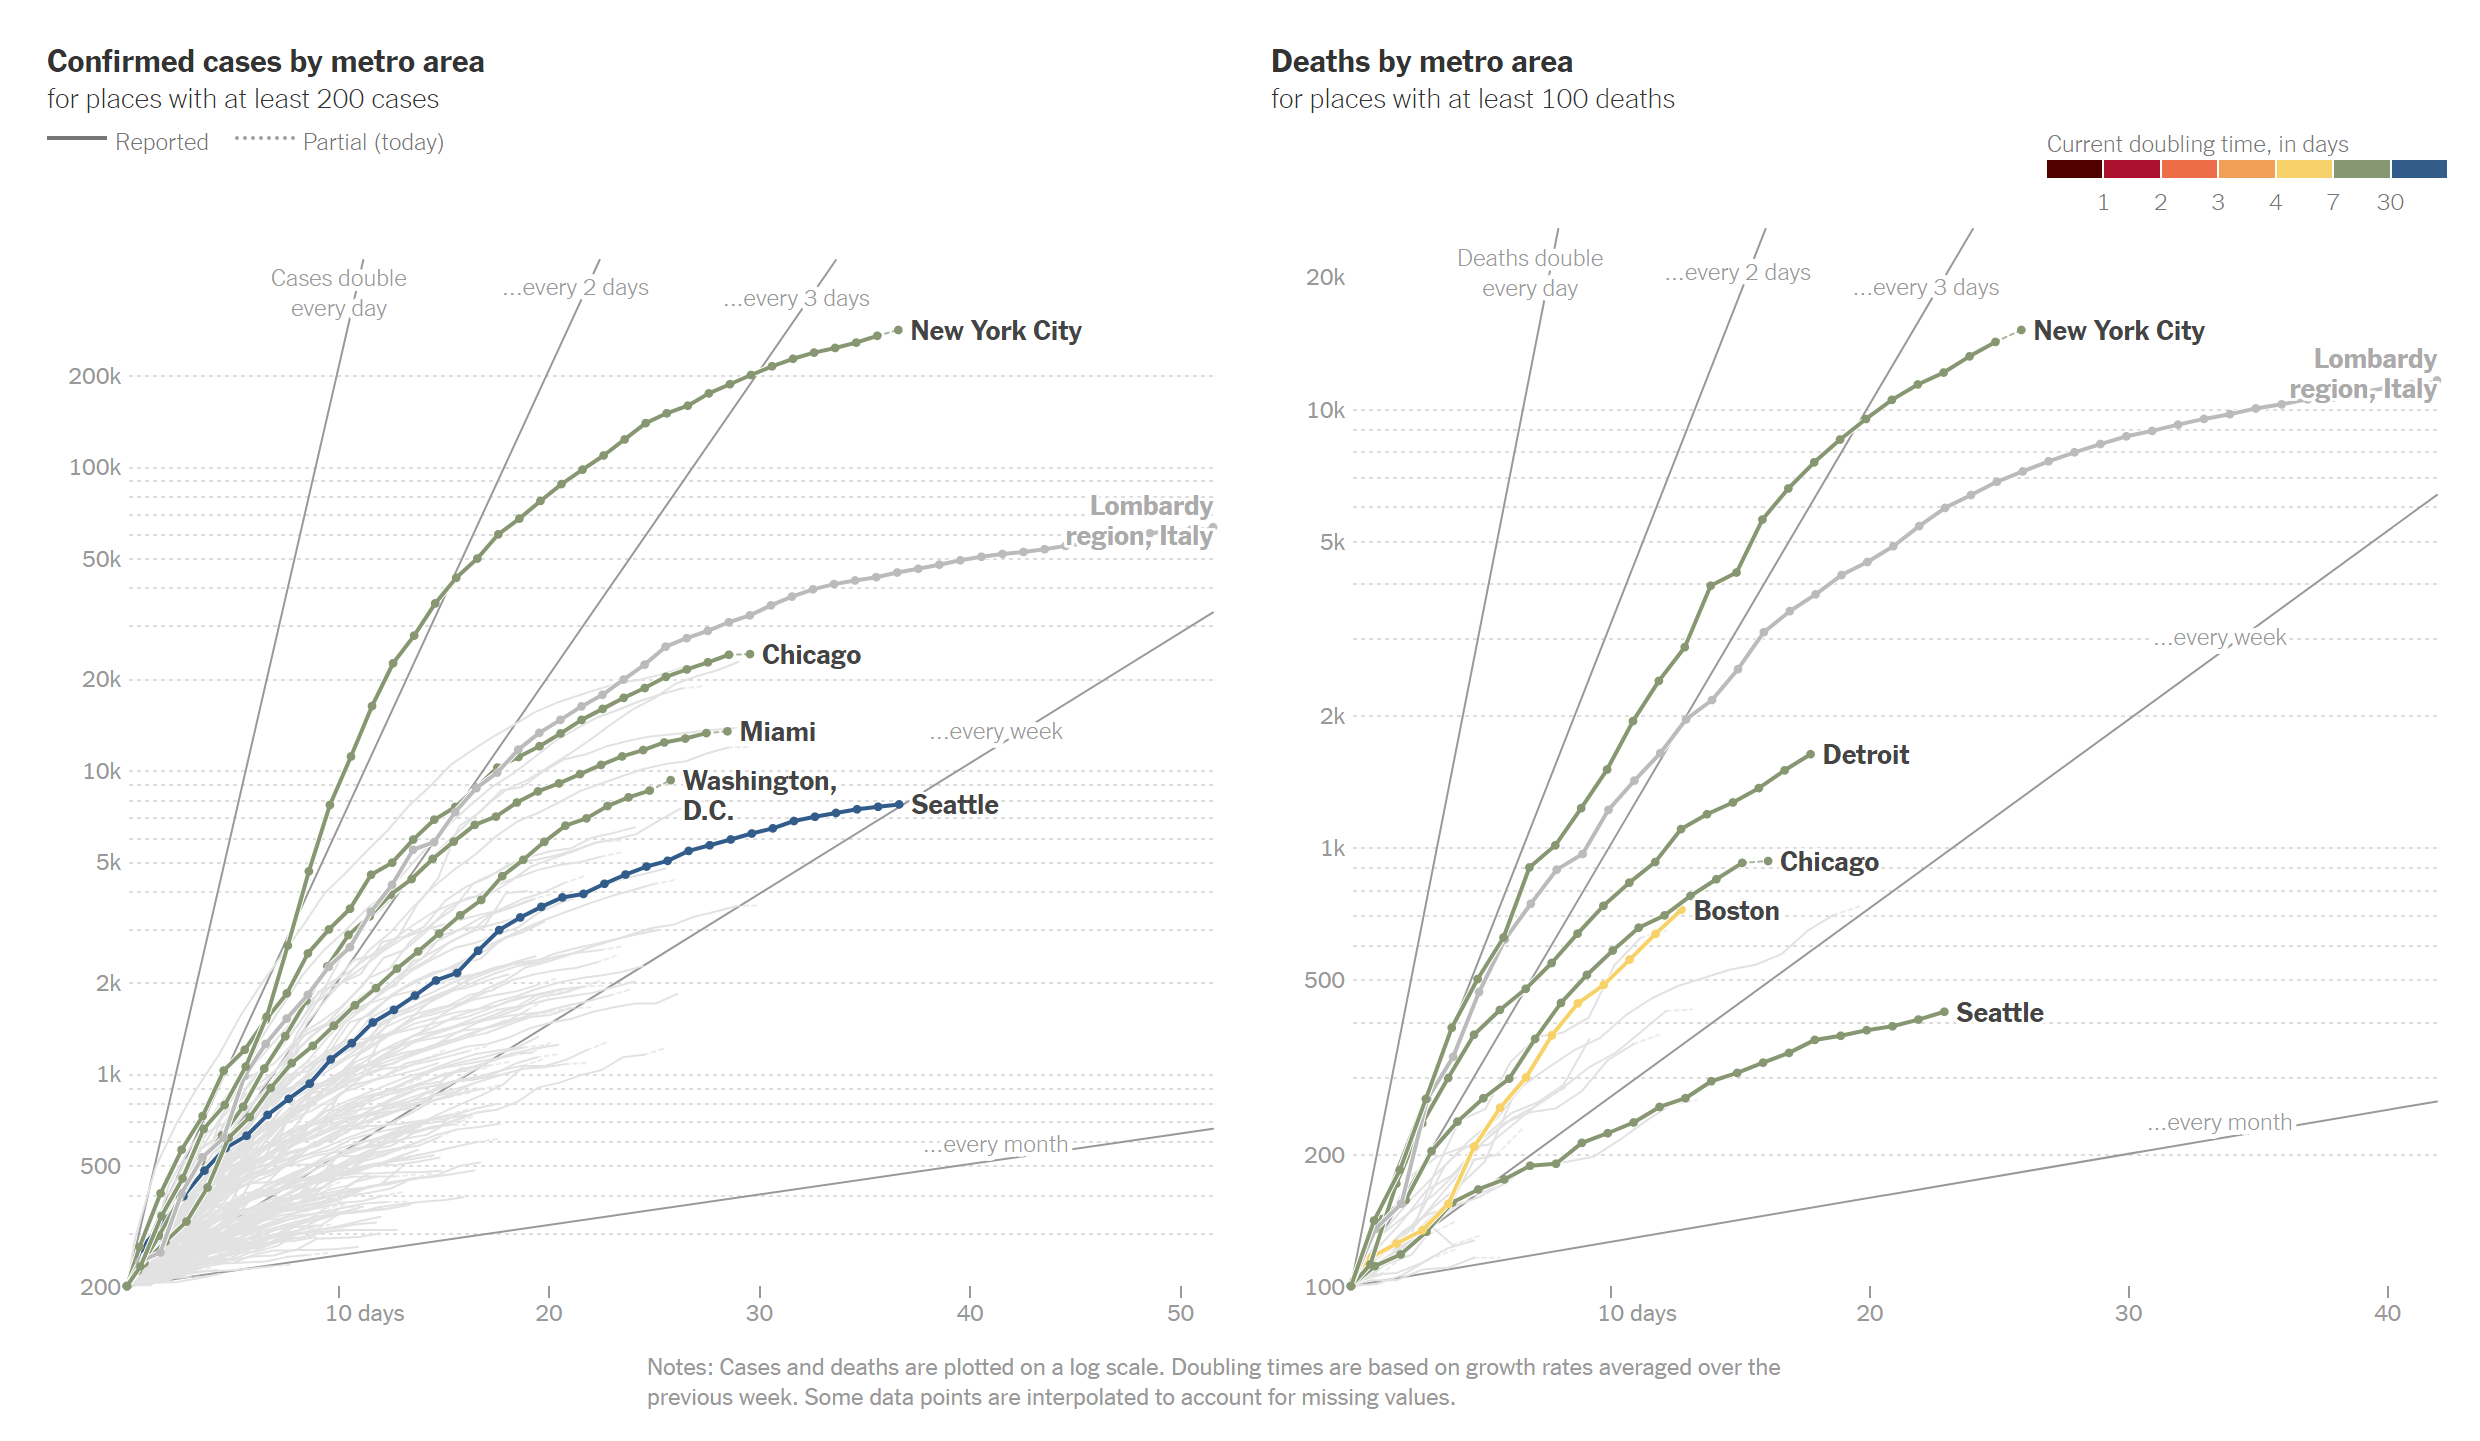 Confirmed cases by metro area
for places with at least 200 cases
Reported
Partial (today)
Cases double
every day
...every 2 days
...every 3 days
New York City
200k
100k
Lombardy
region, Italy
50k
Chicago
20k
Miami
...every week
10k
Washington,
D.C.
Seattle
5k
2k
1k
...every month
500
200
10 days
20
30
40
50
Deaths by metro area
for places with at least 100 deaths
Current doubling time, in days
1
2
3
4
7
30
Deaths double
every day
...every 2 days
...every 3 days
20k
New York City
Lombardy
region, Italy
10k
5k
...every week
2k
Detroit
1k
Chicago
Boston
500
Seattle
...every month
200
100
10 days
20
30
40
Notes: Cases and deaths are plotted on a log scale. Doubling times are based on growth rates averaged over the
previous week. Some data points are interpolated to account for missing values.